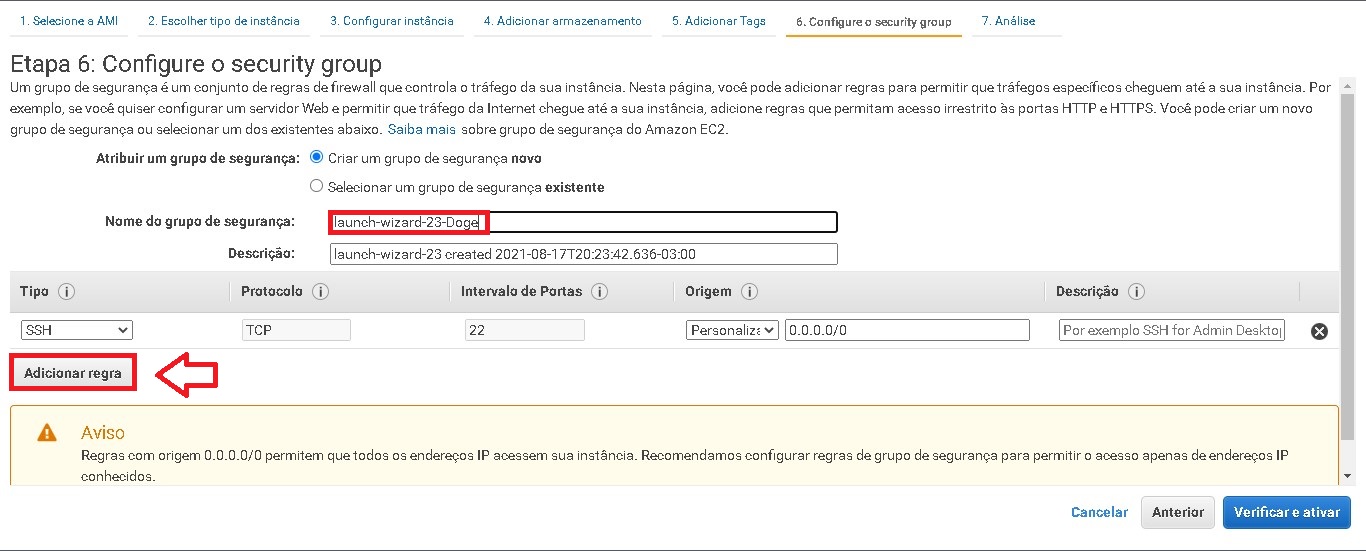 1. Selecione a AMI 2. Escolher tipo de instância 3. Configurar instância 4. Adicionar armazenamento 5. Adicionar Tags 6. Configure o security group 7. Análise
Etapa 6: Configure o security group
Um grupo de segurança é um conjunto de regras de firewall que controla o tráfego da sua instância. Nesta página, você pode adicionar regras para permitir que tráfegos específicos cheguem até a sua instância. Por
exemplo, se você quiser configurar um servidor Web e permitir que tráfego da Internet chegue até a sua instância, adicione regras que permitam acesso irrestrito às portas HTTP e HTTPS. Você pode criar um novo
grupo de segurança ou selecionar um dos existentes abaixo. Saiba mais sobre grupo de segurança do Amazon EC2.
Atribuir um grupo de segurança: Criar um grupo de segurança novo
Selecionar um grupo de segurança existente
Nome do grupo de segurança: launch-wizard-23-Doge
Descrição: launch-wizard-23 created 2021-08-17T20:23:42.636-03:00
Tipo i Protocolo i Intervalo de Portas i Origem i Descrição i
SSH TCP 22 Personaliza 0.0.0.0/0 Por exemplo SSH for Admin Desktop
Adicionar regra
Aviso
Regras com origem 0.0.0.0/0 permitem que todos os endereços IP acessem sua instância. Recomendamos configurar regras de grupo de segurança para permitir o acesso apenas de endereços IP
conhecidos.
Cancelar Anterior Verificar e ativar